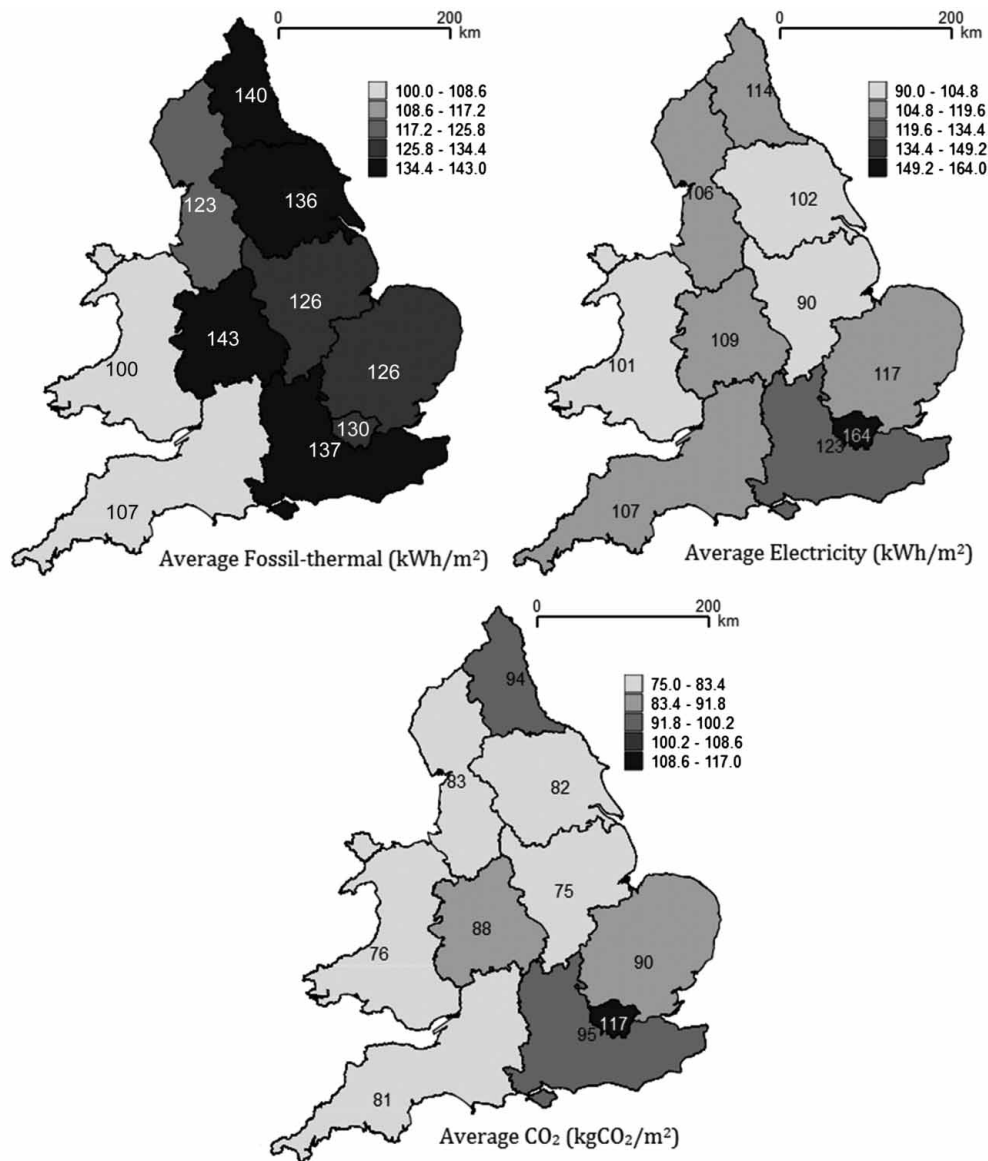 0 200
km
100.0 - 108.6
108.6 - 117.2
117.2 - 125.8
125.8 - 134.4
134.4 - 143.0
140
136
123
126
143
100
126
130
137
107
Average Fossil-thermal (kWh/m²)
0 200
km
90.0 - 104.8
104.8 - 119.6
119.6 - 134.4
134.4 - 149.2
149.2 - 164.0
114
106
102
90
109
101
117
164
123
107
Average Electricity (kWh/m²)
0 200
km
75.0 - 83.4
83.4 - 91.8
91.8 - 100.2
100.2 - 108.6
108.6 - 117.0
94
83
82
75
88
76
90
117
95
81
Average CO₂ (kgCO₂/m²)